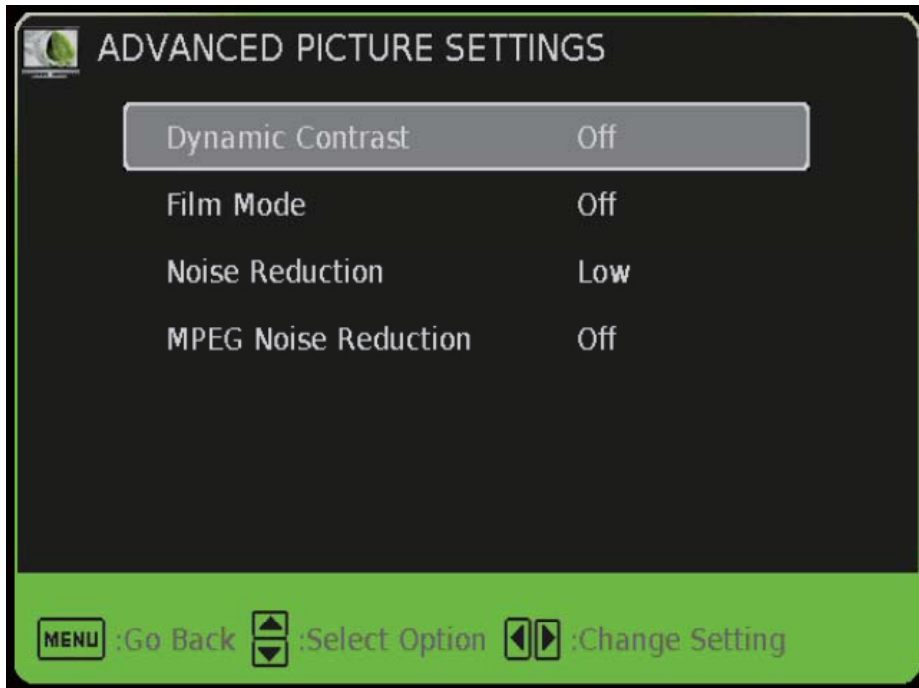 ADVANCED PICTURE SETTINGS
Dynamic Contrast Off
Film Mode Off
Noise Reduction Low
MPEG Noise Reduction Off
MENU :Go Back :Select Option :Change Setting